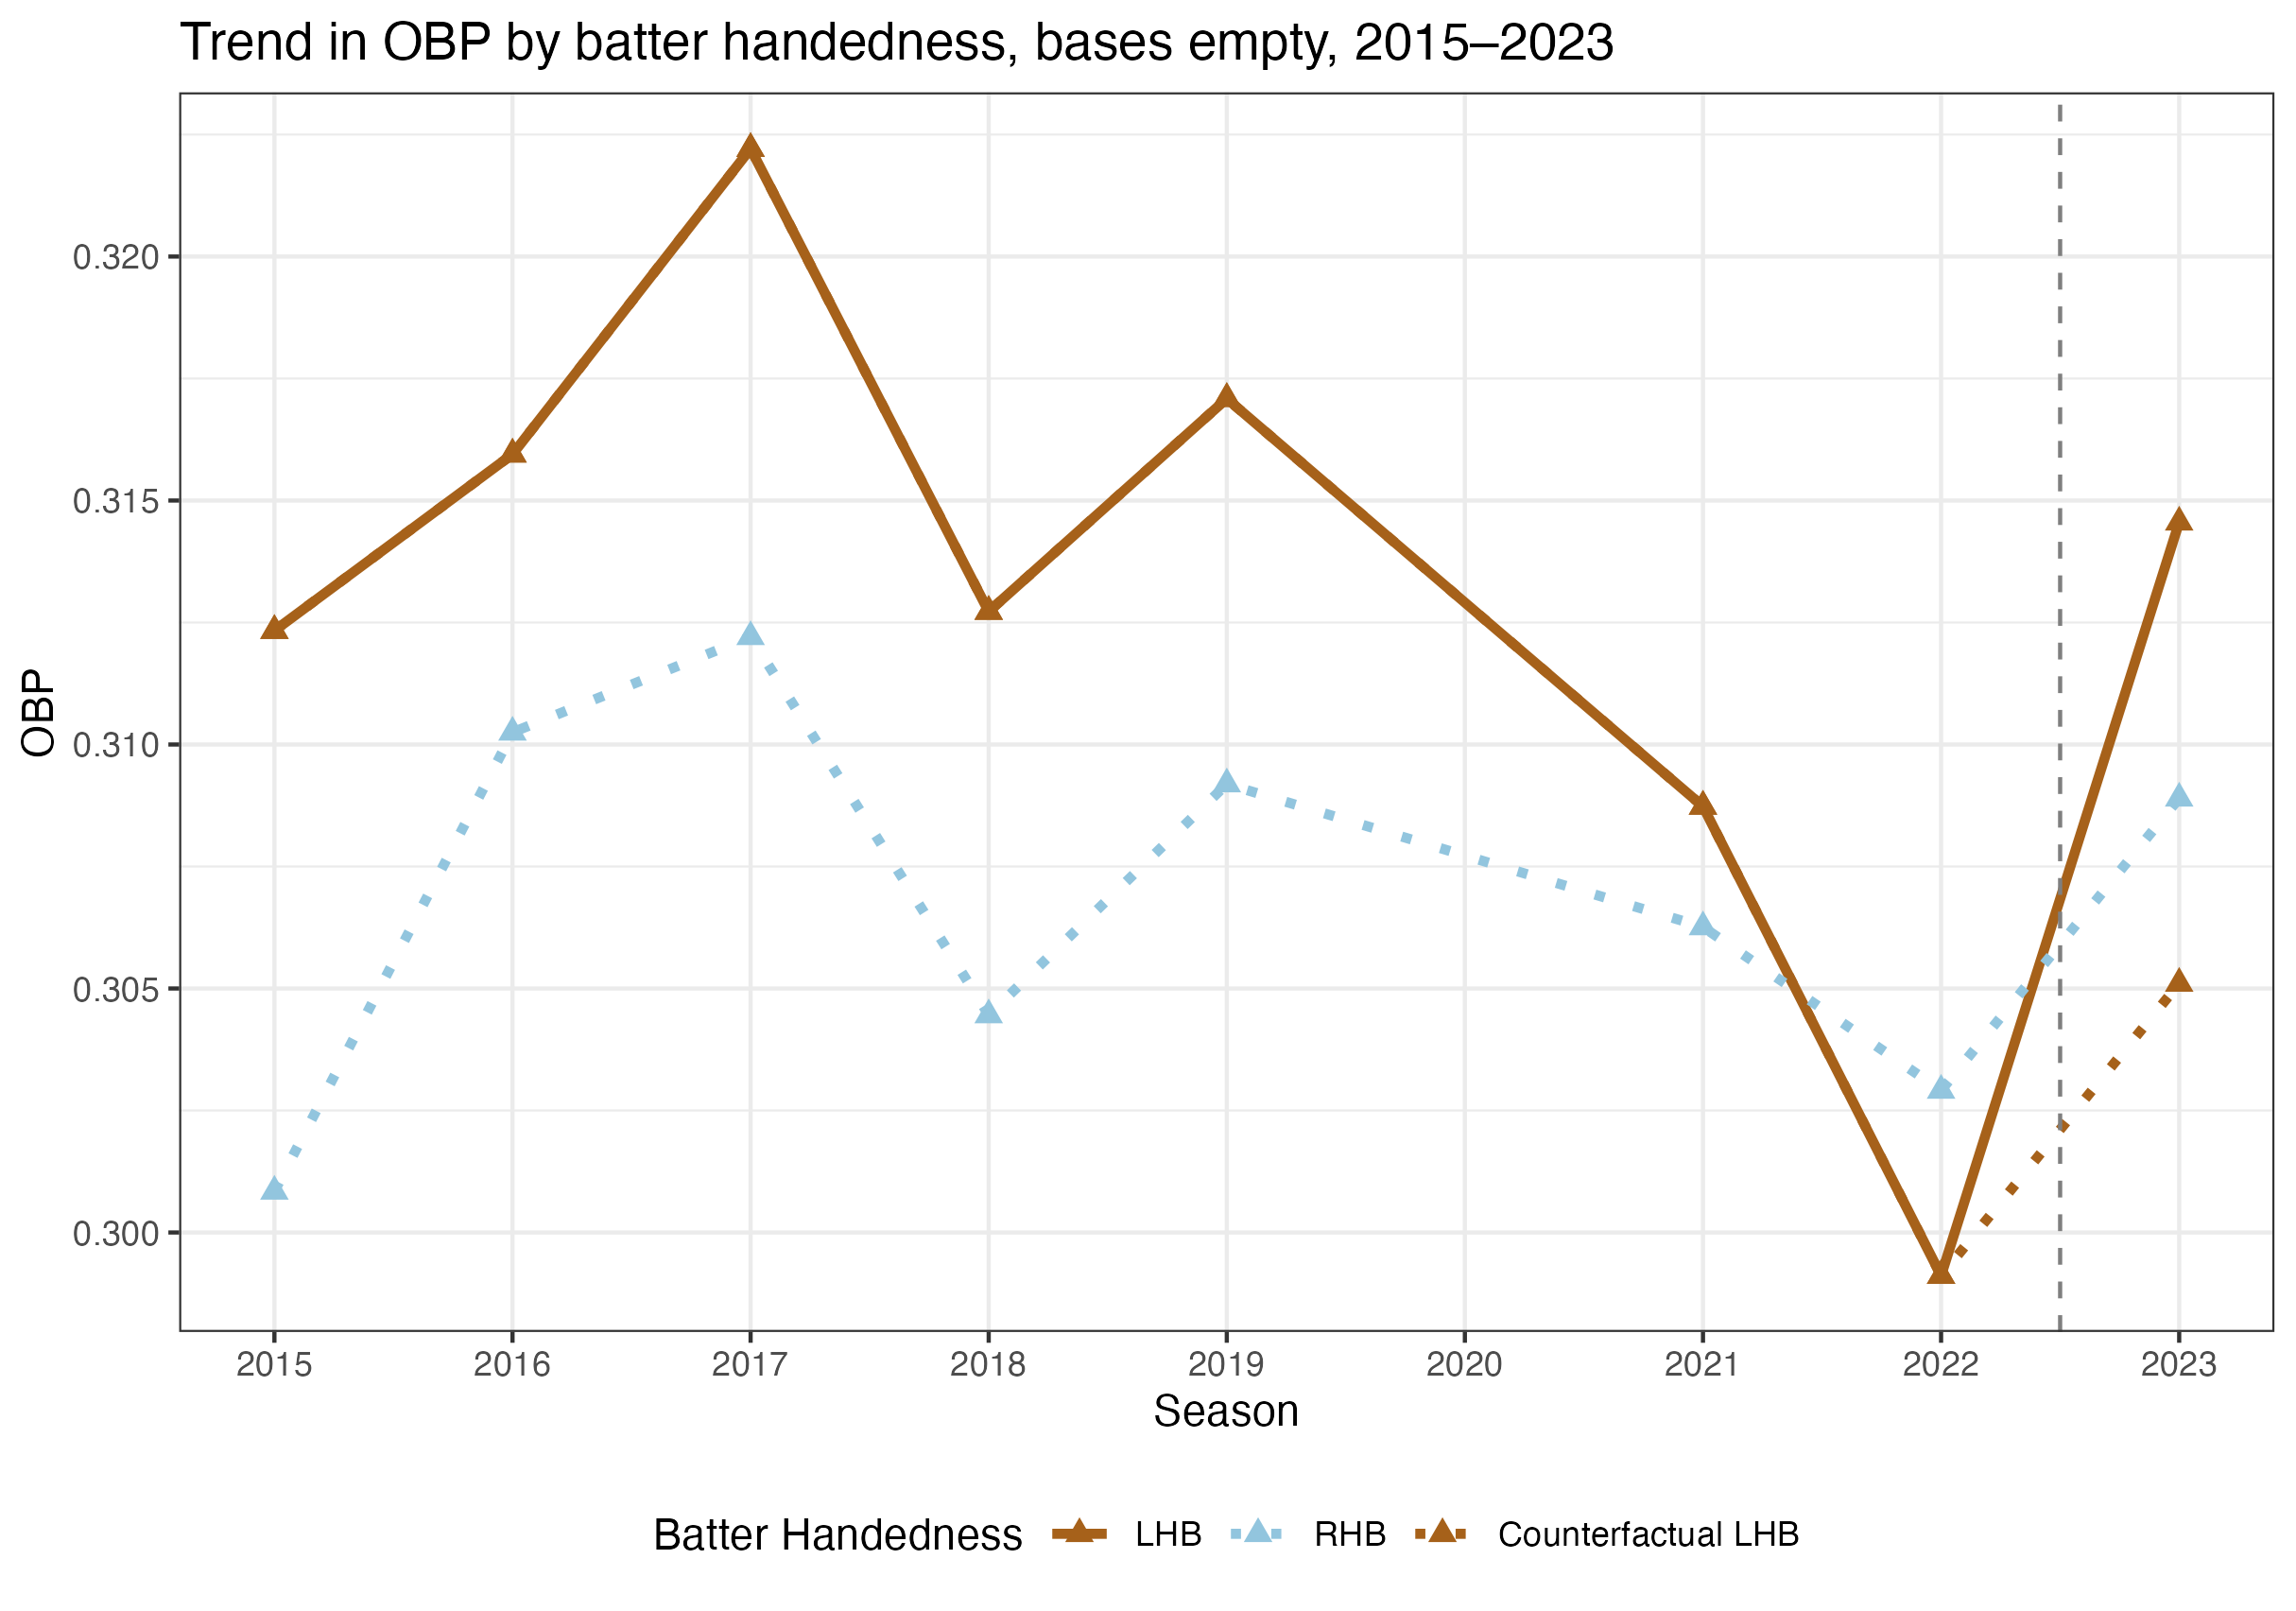 Trend in OBP by batter handedness, bases empty, 2015–2023
OBP
0.320
0.315
0.310
0.305
0.300
2015 2016 2017 2018 2019 2020 2021 2022 2023
Season
Batter Handedness LHB RHB Counterfactual LHB